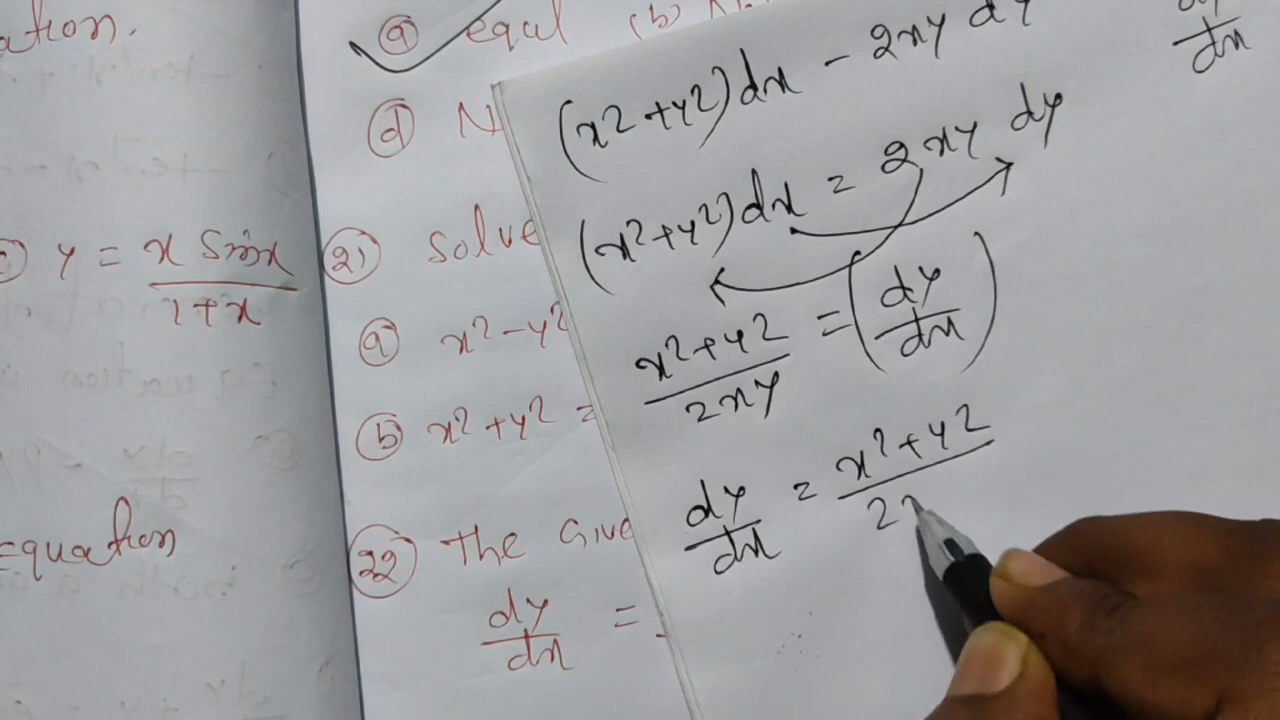 ation.
y = x Sinx / 1+x
Equation
(a) equal (b)
(d) N
21) Solve
(a) x²-y²
(b) x²+y² =
22) The Give
dy/dx =
(x²+y²)dx - 2xy dy
dy/dx
(x²+y²)dx = 2xy dy
x²+y² / 2xy = (dy/dx)
dy/dx = x²+y² / 2x